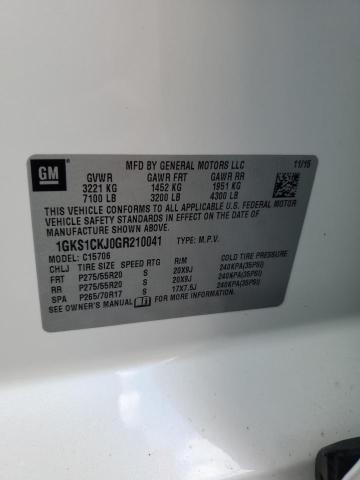 GM
MFD BY GENERAL MOTORS LLC 11/15
GVWR GAWR FRT GAWR RR
3221 KG 1452 KG 1951 KG
7100 LB 3200 LB 4300 LB
THIS VEHICLE CONFORMS TO ALL APPLICABLE U.S. FEDERAL MOTOR
VEHICLE SAFETY STANDARDS IN EFFECT ON THE DATE OF
MANUFACTURE SHOWN ABOVE.
1GKS1CKJ0GR210041 TYPE: M.P.V.
MODEL: C15706
CHLJ TIRE SIZE SPEED RTG RIM COLD TIRE PRESSURE
FRT P275/55R20 S 20X9J 240KPA(35PSI)
RR P275/55R20 S 20X9J 240KPA(35PSI)
SP P265/70R17 S 17X7.5J 240KPA(35PSI)
SEE OWNER'S MANUAL